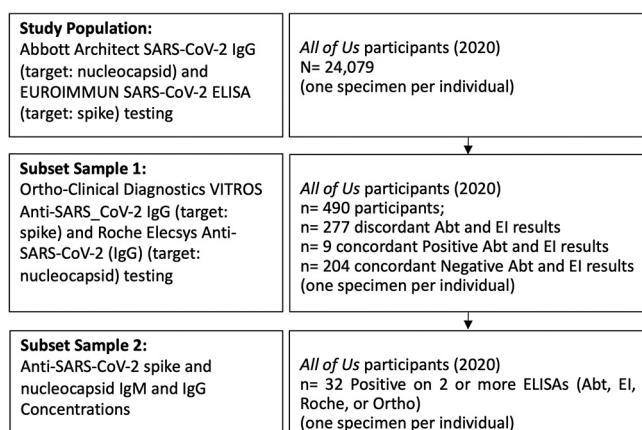 Study Population:
Abbott Architect SARS-CoV-2 IgG
(target: nucleocapsid) and
EUROIMMUN SARS-CoV-2 ELISA
(target: spike) testing
All of Us participants (2020)
N= 24,079
(one specimen per individual)
Subset Sample 1:
Ortho-Clinical Diagnostics VITROS
Anti-SARS_CoV-2 IgG (target:
spike) and Roche Elecsys Anti-
SARS-CoV-2 (IgG) (target:
nucleocapsid) testing
All of Us participants (2020)
n= 490 participants;
n= 277 discordant Abt and EI results
n= 9 concordant Positive Abt and EI results
n= 204 concordant Negative Abt and EI results
(one specimen per individual)
Subset Sample 2:
Anti-SARS-CoV-2 spike and
nucleocapsid IgM and IgG
Concentrations
All of Us participants (2020)
n= 32 Positive on 2 or more ELISAs (Abt, EI,
Roche, or Ortho)
(one specimen per individual)